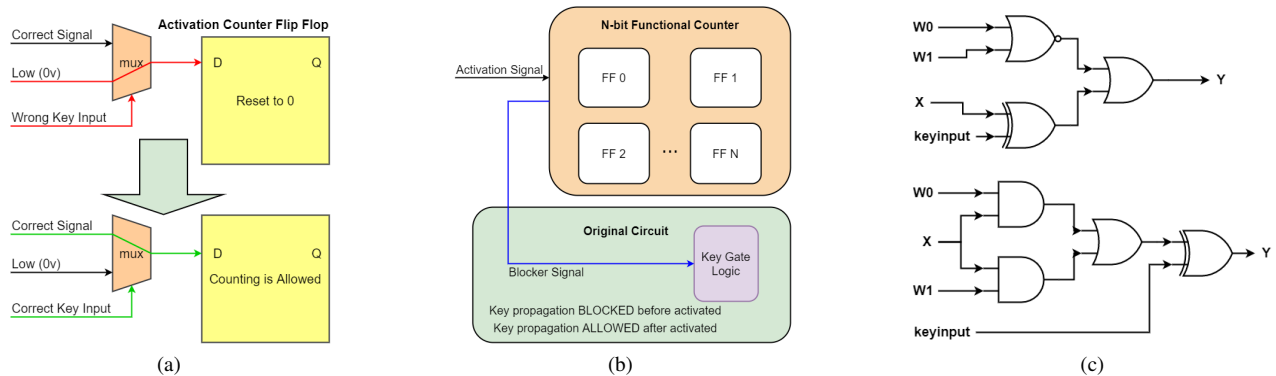 Activation Counter Flip Flop
Correct Signal
mux
D
Q
Low (0v)
Reset to 0
Wrong Key Input
Correct Signal
mux
D
Q
Low (0v)
Counting is Allowed
Correct Key Input
(a)
N-bit Functional Counter
Activation Signal
FF 0
FF 1
FF 2
...
FF N
Original Circuit
Blocker Signal
Key Gate
Logic
Key propagation BLOCKED before activated
Key propagation ALLOWED after activated
(b)
W0
W1
Y
X
keyinput
W0
X
Y
W1
keyinput
(c)